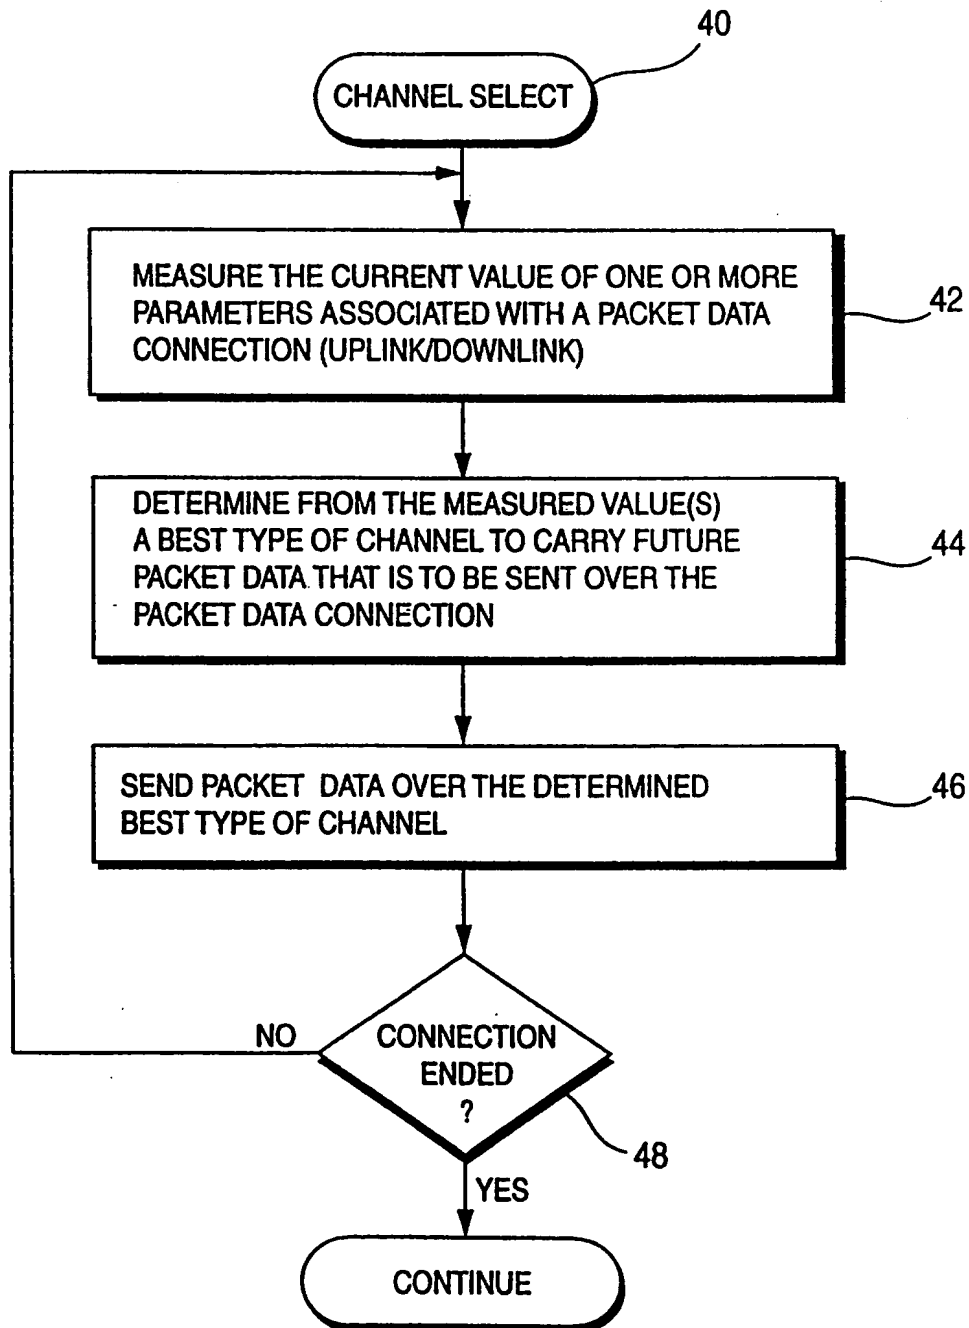 40
CHANNEL SELECT
MEASURE THE CURRENT VALUE OF ONE OR MORE
PARAMETERS ASSOCIATED WITH A PACKET DATA
CONNECTION (UPLINK/DOWNLINK)
42
DETERMINE FROM THE MEASURED VALUE(S)
A BEST TYPE OF CHANNEL TO CARRY FUTURE
PACKET DATA THAT IS TO BE SENT OVER THE
PACKET DATA CONNECTION
44
SEND PACKET DATA OVER THE DETERMINED
BEST TYPE OF CHANNEL
46
NO
CONNECTION
ENDED
?
48
YES
CONTINUE